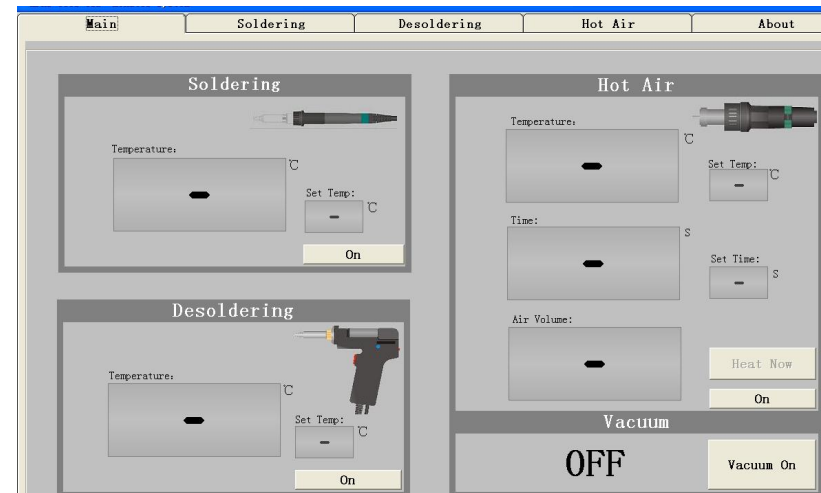 Main
Soldering
Desoldering
Hot Air
About
Soldering
Temperature:
℃
-
Set Temp:
℃
-
On
Desoldering
Temperature:
℃
-
Set Temp:
℃
-
On
Hot Air
Temperature:
℃
-
Set Temp:
℃
-
Time:
S
-
Set Time:
S
-
Air Volume:
-
Heat Now
On
Vacuum
OFF
Vacuum On